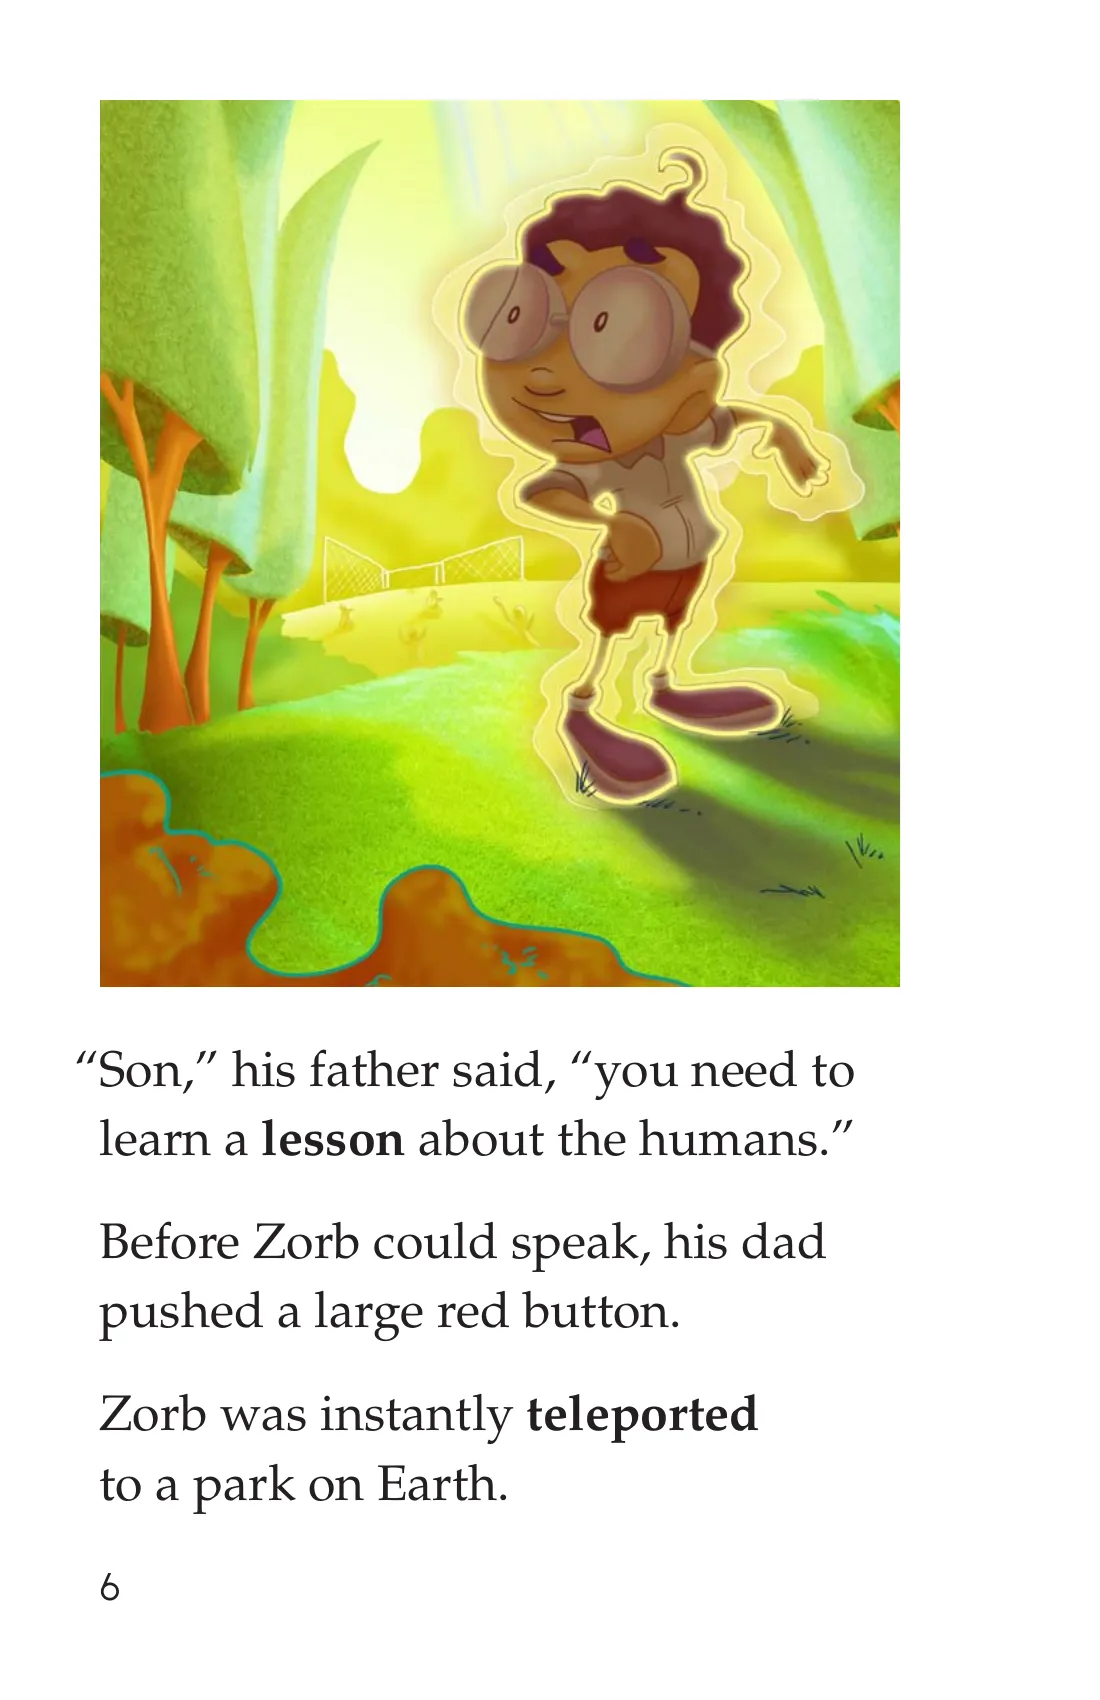 “Son,” his father said, “you need to
learn a lesson about the humans.”
Before Zorb could speak, his dad
pushed a large red button.
Zorb was instantly teleported
to a park on Earth.
6